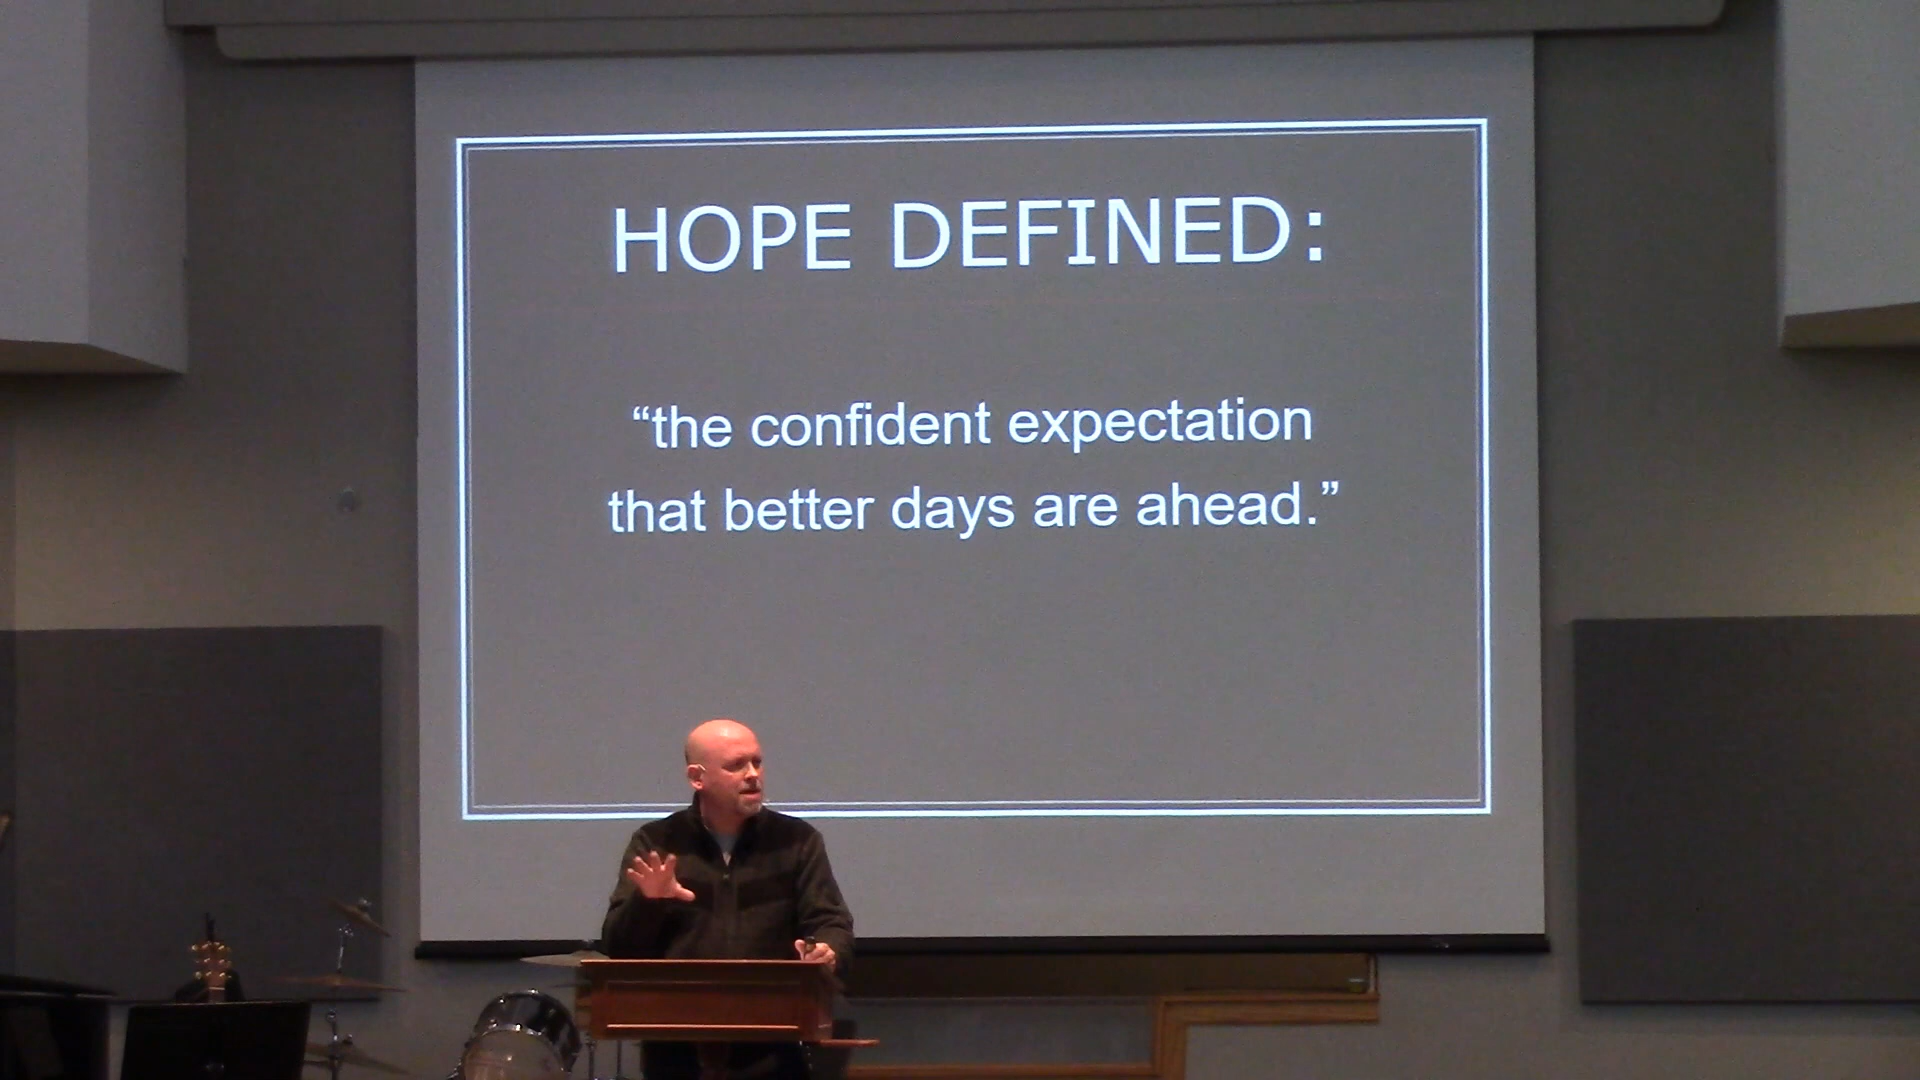 HOPE DEFINED:
“the confident expectation
that better days are ahead.”